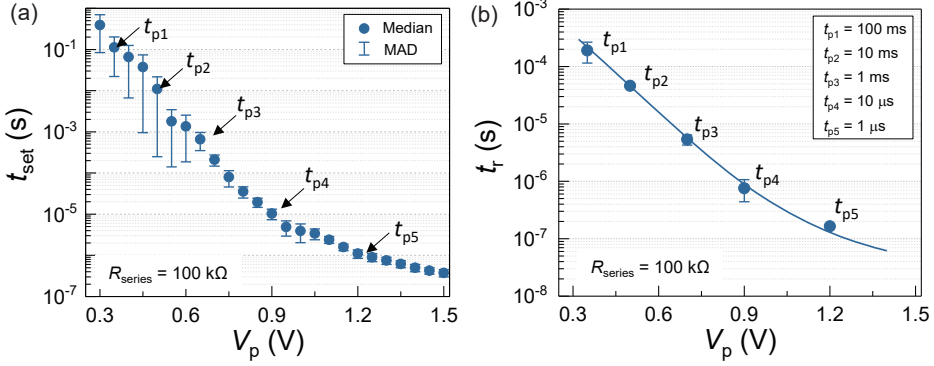 (a)
t_set (s)
10^-1
10^-3
10^-5
10^-7
Median
MAD
t_p1
t_p2
t_p3
t_p4
t_p5
R_series = 100 kΩ
0.3 0.6 0.9 1.2 1.5
V_p (V)
(b)
t_r (s)
10^-3
10^-4
10^-5
10^-6
10^-7
10^-8
t_p1 = 100 ms
t_p2 = 10 ms
t_p3 = 1 ms
t_p4 = 10 μs
t_p5 = 1 μs
t_p1
t_p2
t_p3
t_p4
t_p5
R_series = 100 kΩ
0.3 0.6 0.9 1.2 1.5
V_p (V)